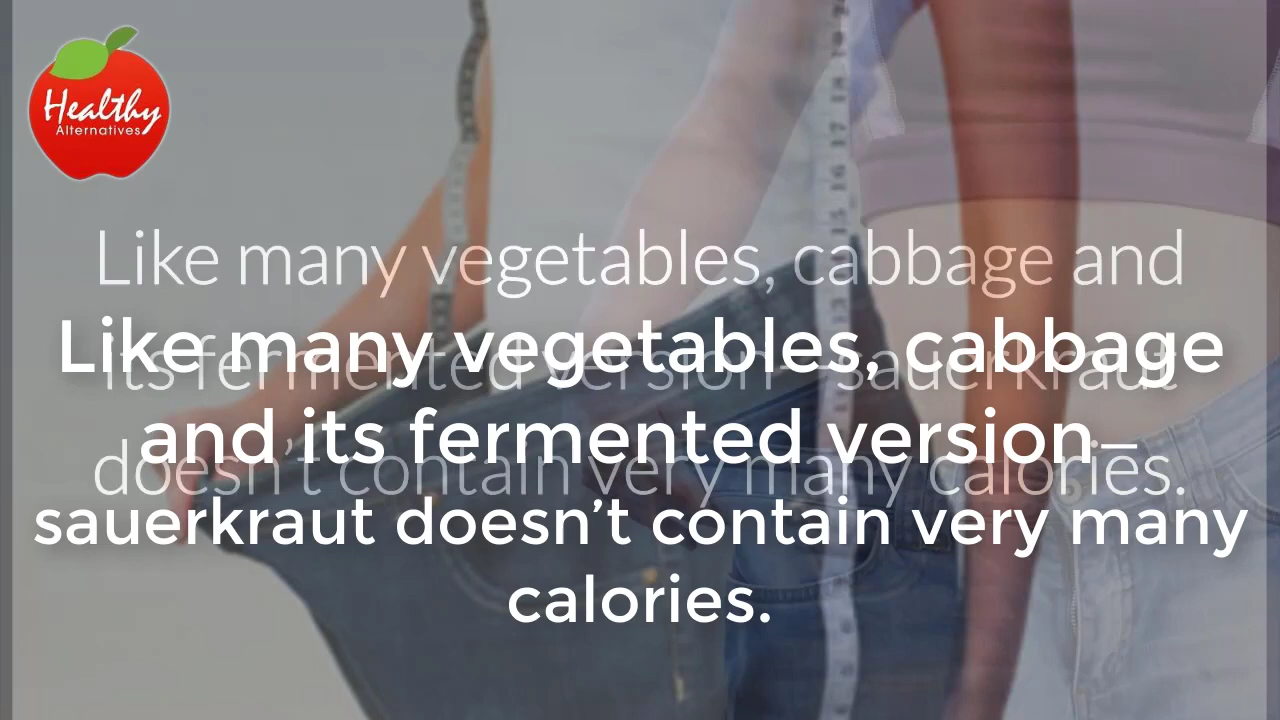 Healthy
Alternatives
Like many vegetables, cabbage and
its fermented version—sauerkraut
doesn’t contain very many calories.
Like many vegetables, cabbage
and its fermented version—
sauerkraut doesn’t contain very many
calories.